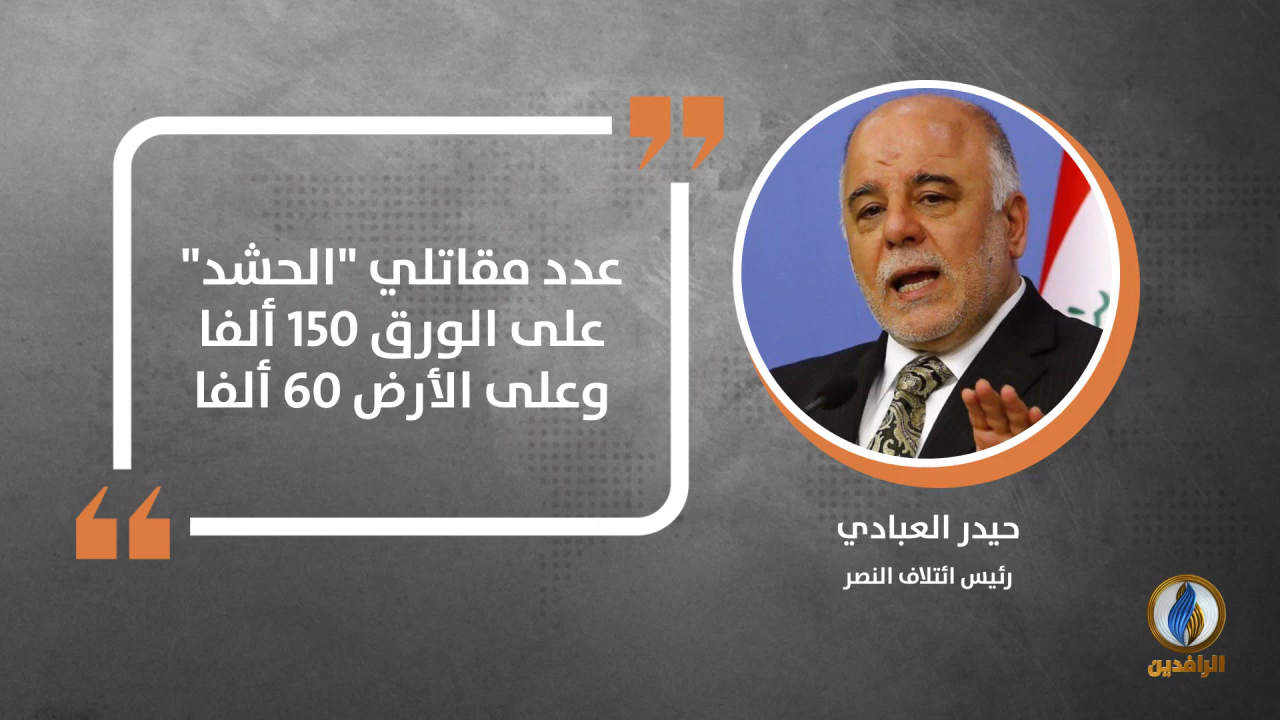 عدد مقاتلي "الحشد"
على الورق 150 ألفا
وعلى الأرض 60 ألفا
حيدر العبادي
رئيس ائتلاف النصر
الرافدين